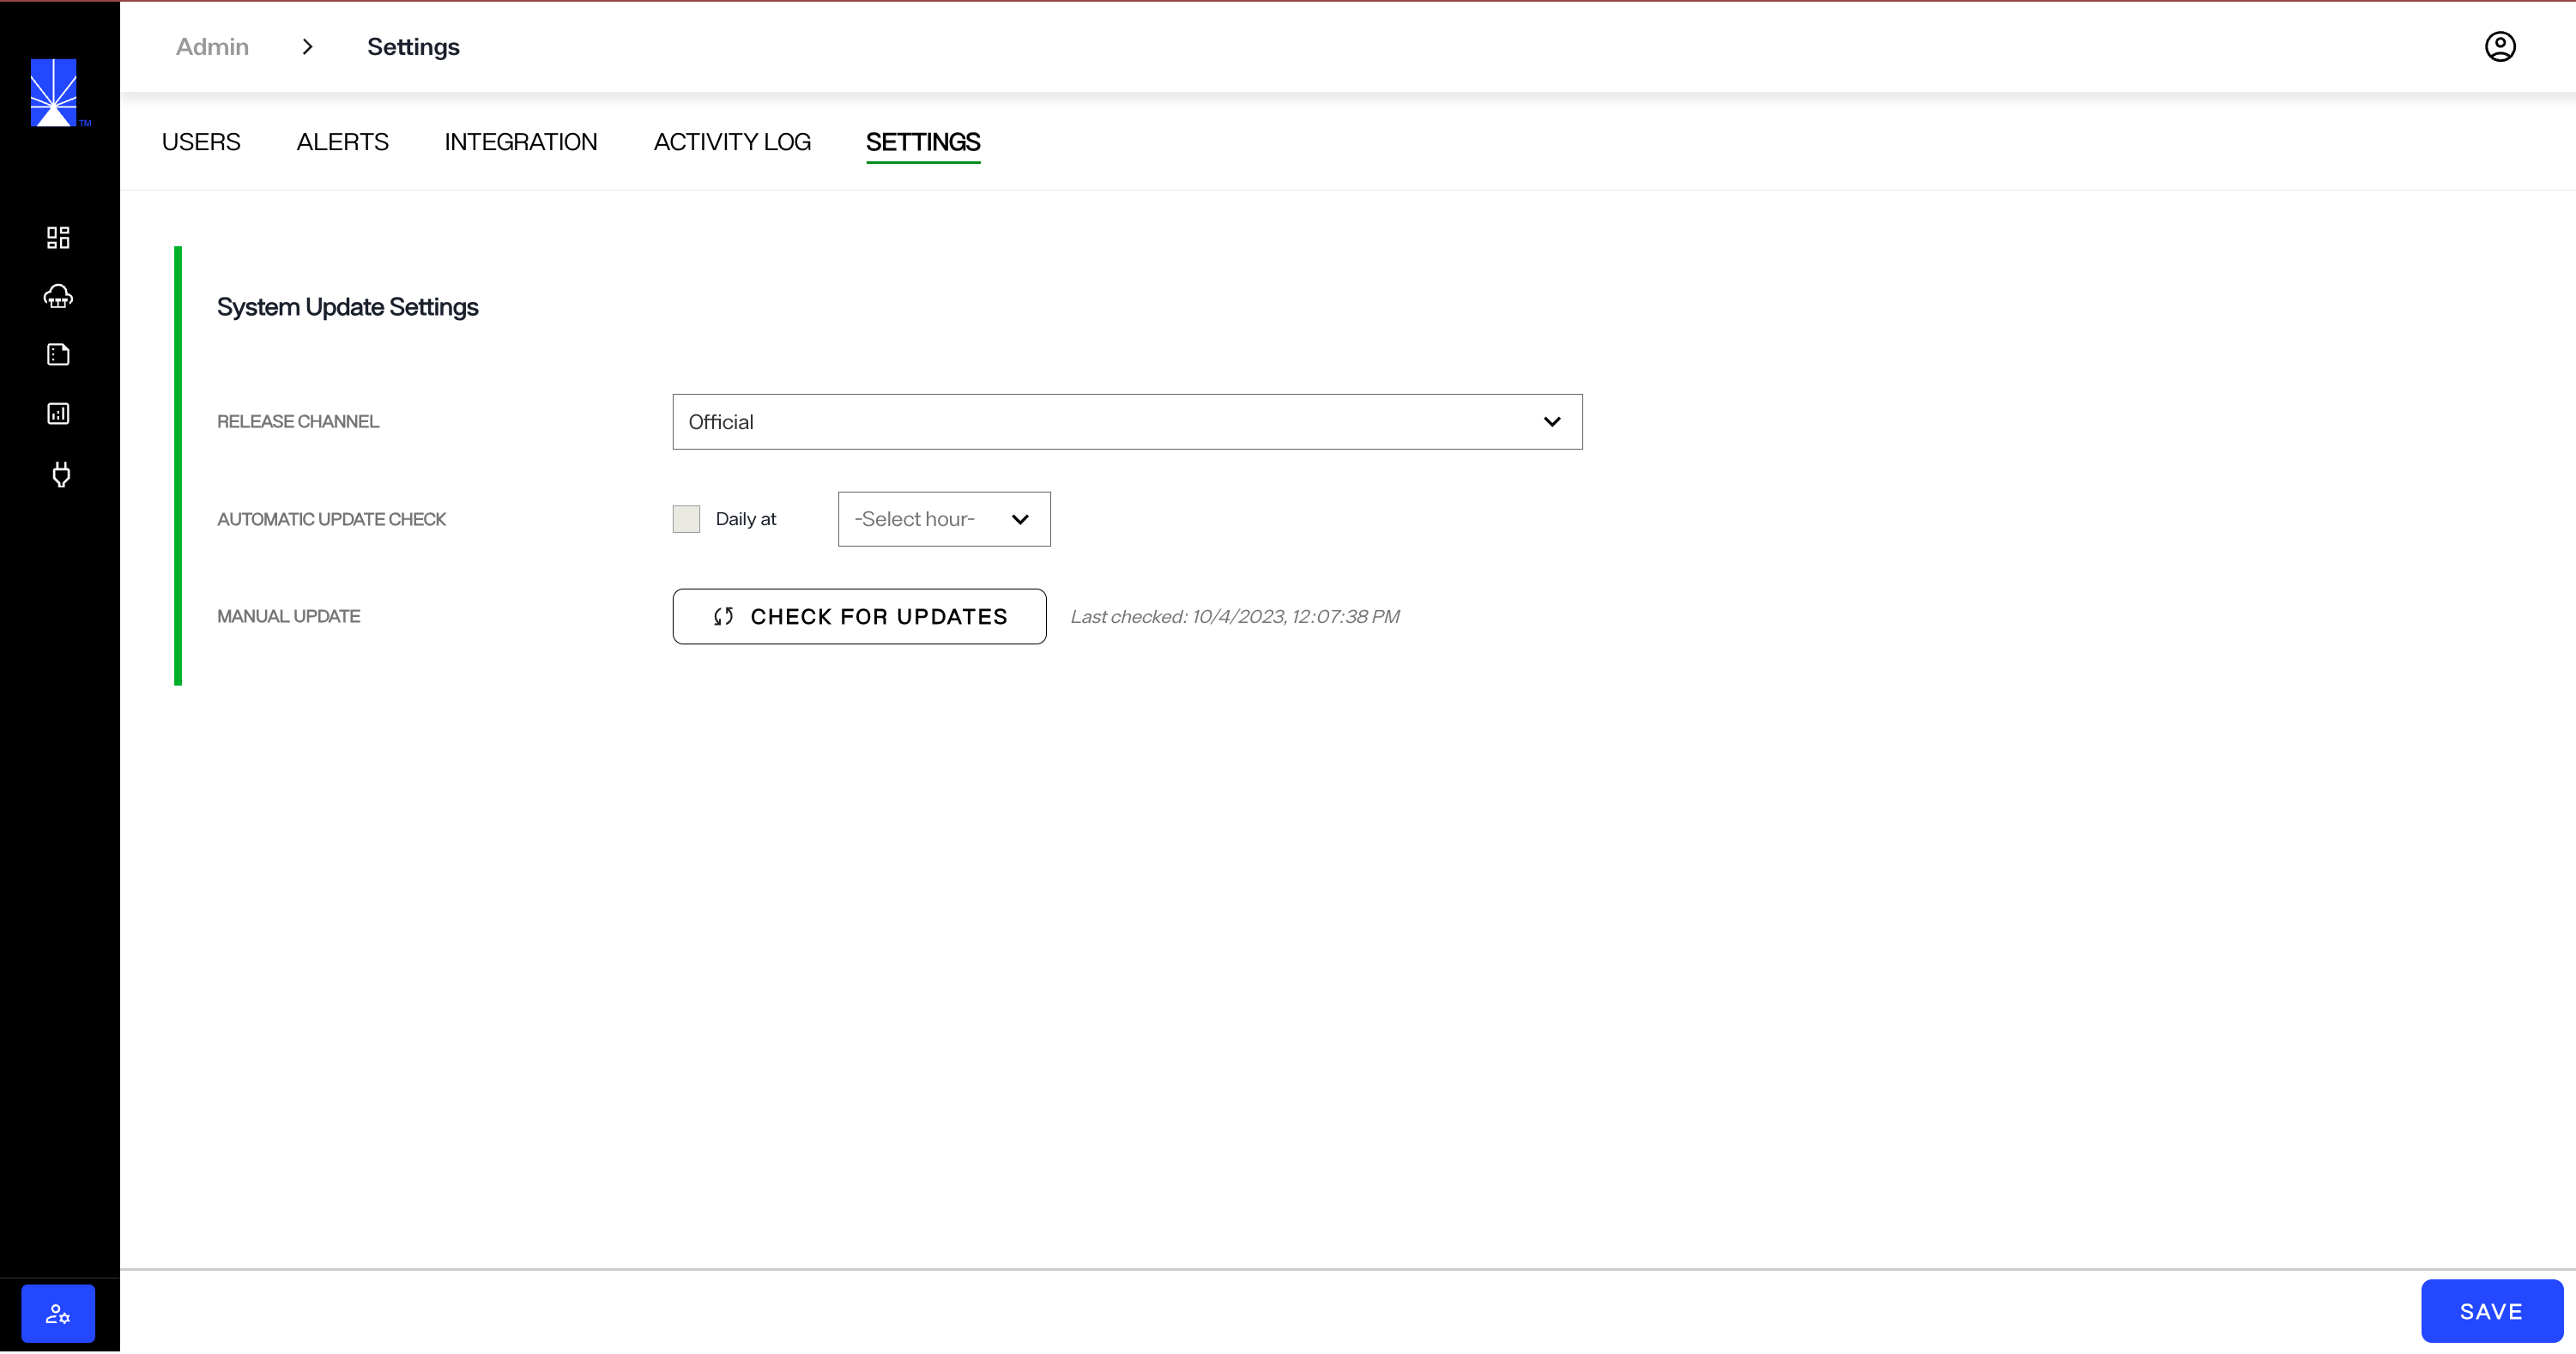 Admin > Settings
TM
USERS ALERTS INTEGRATION ACTIVITY LOG SETTINGS
System Update Settings
RELEASE CHANNEL Official
AUTOMATIC UPDATE CHECK Daily at -Select hour-
MANUAL UPDATE CHECK FOR UPDATES Last checked: 10/4/2023, 12:07:38 PM
SAVE